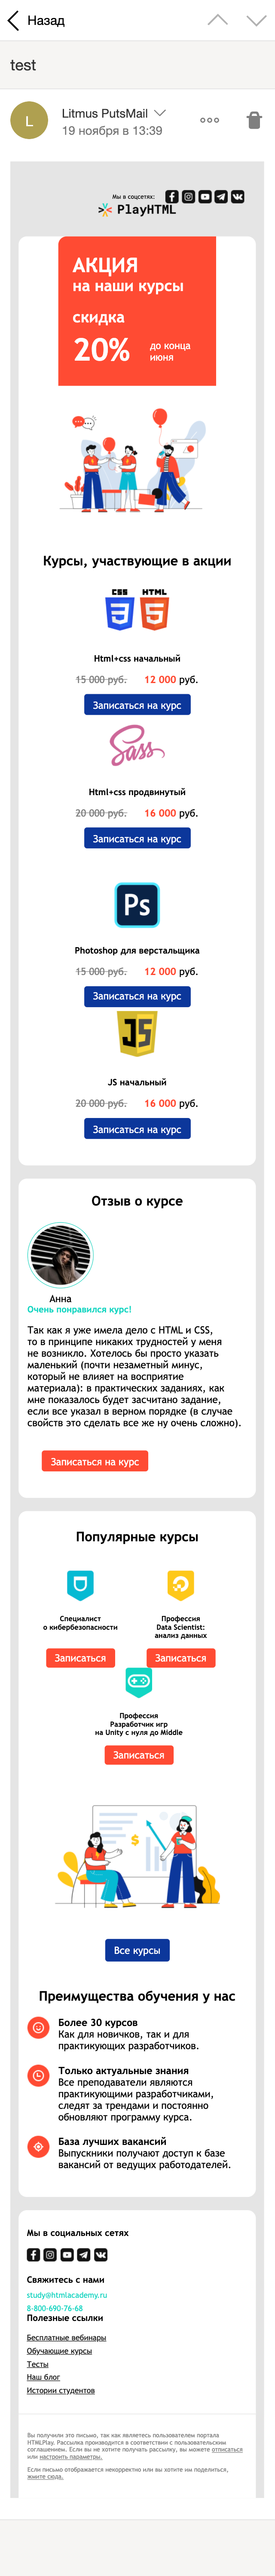 Назад
test
L
Litmus PutsMail
19 ноября в 13:39
Мы в соцсетях:
PlayHTML
АКЦИЯ
на наши курсы
скидка
20%
до конца
июня
Курсы, участвующие в акции
CSS HTML
3 5
Html+css начальный
15 000 руб. 12 000 руб.
Записаться на курс
Sass
Html+css продвинутый
20 000 руб. 16 000 руб.
Записаться на курс
Ps
Photoshop для верстальщика
15 000 руб. 12 000 руб.
Записаться на курс
JS
JS начальный
20 000 руб. 16 000 руб.
Записаться на курс
Отзыв о курсе
Анна
Очень понравился курс!
Так как я уже имела дело с HTML и CSS,
то в принципе никаких трудностей у меня
не возникло. Хотелось бы просто указать
маленький (почти незаметный минус,
который не влияет на восприятие
материала): в практических заданиях, как
мне показалось будет засчитано задание,
если все указал в верном порядке (в случае
свойств это сделать все же ну очень сложно).
Записаться на курс
Популярные курсы
Специалист
о кибербезопасности
Записаться
Профессия
Data Scientist:
анализ данных
Записаться
Профессия
Разработчик игр
на Unity с нуля до Middle
Записаться
$
Все курсы
Преимущества обучения у нас
Более 30 курсов
Как для новичков, так и для
практикующих разработчиков.
Только актуальные знания
Все преподаватели являются
практикующими разработчиками,
следят за трендами и постоянно
обновляют программу курса.
База лучших вакансий
Выпускники получают доступ к базе
вакансий от ведущих работодателей.
Мы в социальных сетях
Свяжитесь с нами
study@htmlacademy.ru
8-800-690-76-68
Полезные ссылки
Бесплатные вебинары
Обучающие курсы
Тесты
Наш блог
Истории студентов
Вы получили это письмо, так как являетесь пользователем портала
HTMLPlay. Рассылка производится в соответствии с пользовательским
соглашением. Если вы не хотите получать рассылку, вы можете отписаться
или настроить параметры.
Если письмо отображается некорректно или вы хотите им поделиться,
жмите сюда.